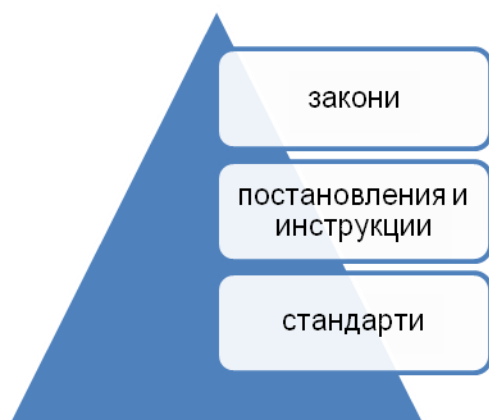 закони
постановления и
инструкции
стандарти